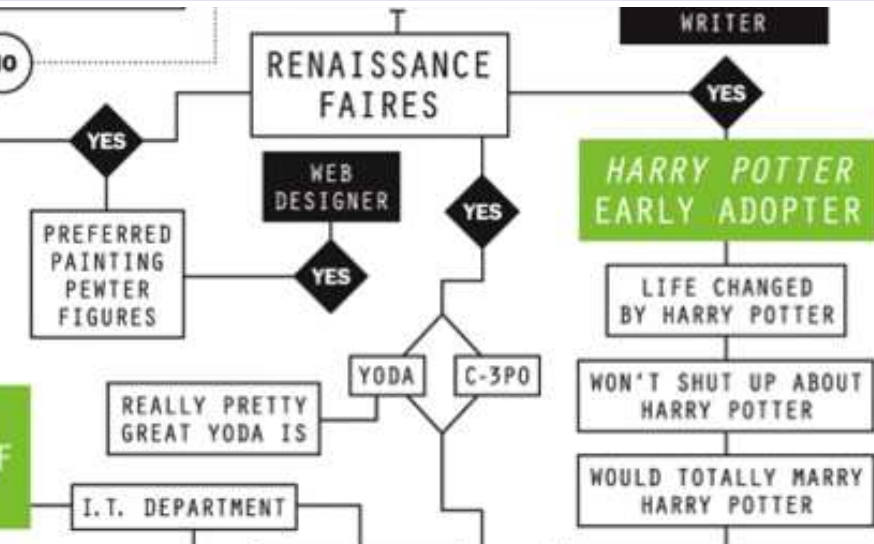 WRITER
RENAISSANCE
FAIRES
YES
YES
HARRY POTTER
EARLY ADOPTER
WEB
DESIGNER
YES
PREFERRED
PAINTING
PEWTER
FIGURES
YES
LIFE CHANGED
BY HARRY POTTER
YODA
C-3PO
WON'T SHUT UP ABOUT
HARRY POTTER
REALLY PRETTY
GREAT YODA IS
WOULD TOTALLY MARRY
HARRY POTTER
I.T. DEPARTMENT